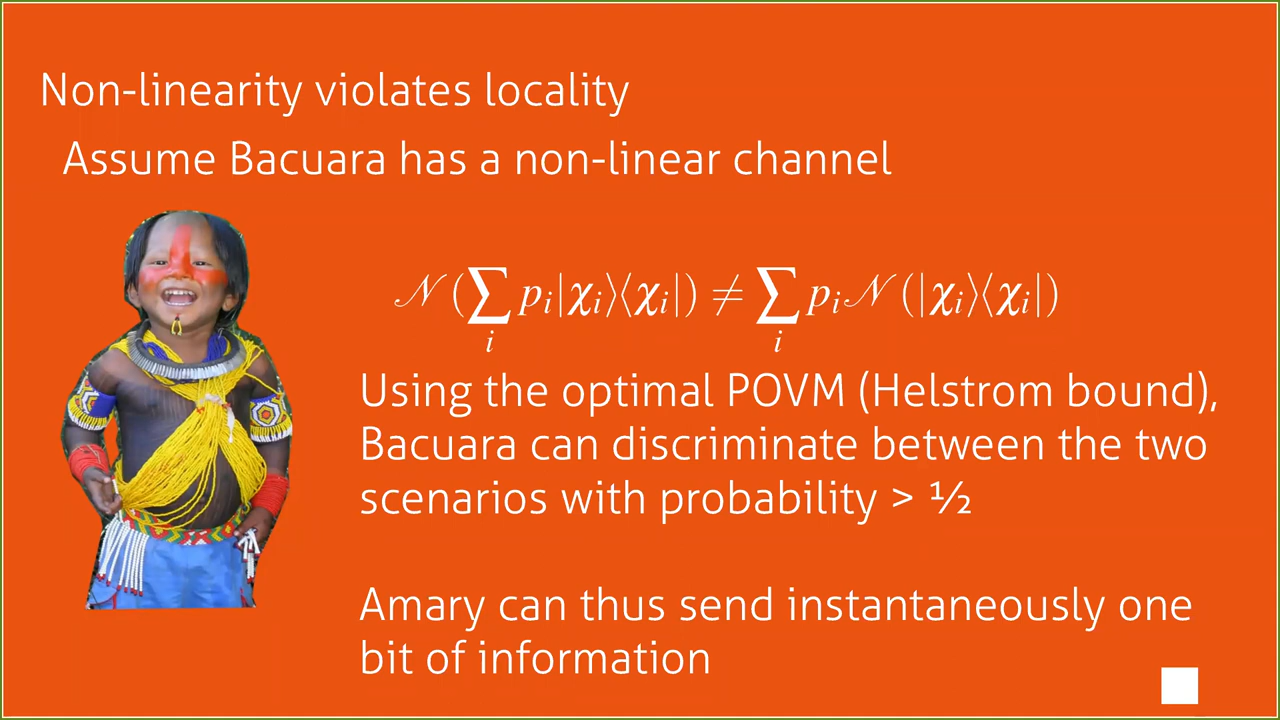 Non-linearity violates locality
Assume Bacuara has a non-linear channel
𝒩(∑ᵢ pᵢ|χᵢ⟩⟨χᵢ|) ≠ ∑ᵢ pᵢ𝒩(|χᵢ⟩⟨χᵢ|)
Using the optimal POVM (Helstrom bound),
Bacuara can discriminate between the two
scenarios with probability > ½
Amary can thus send instantaneously one
bit of information